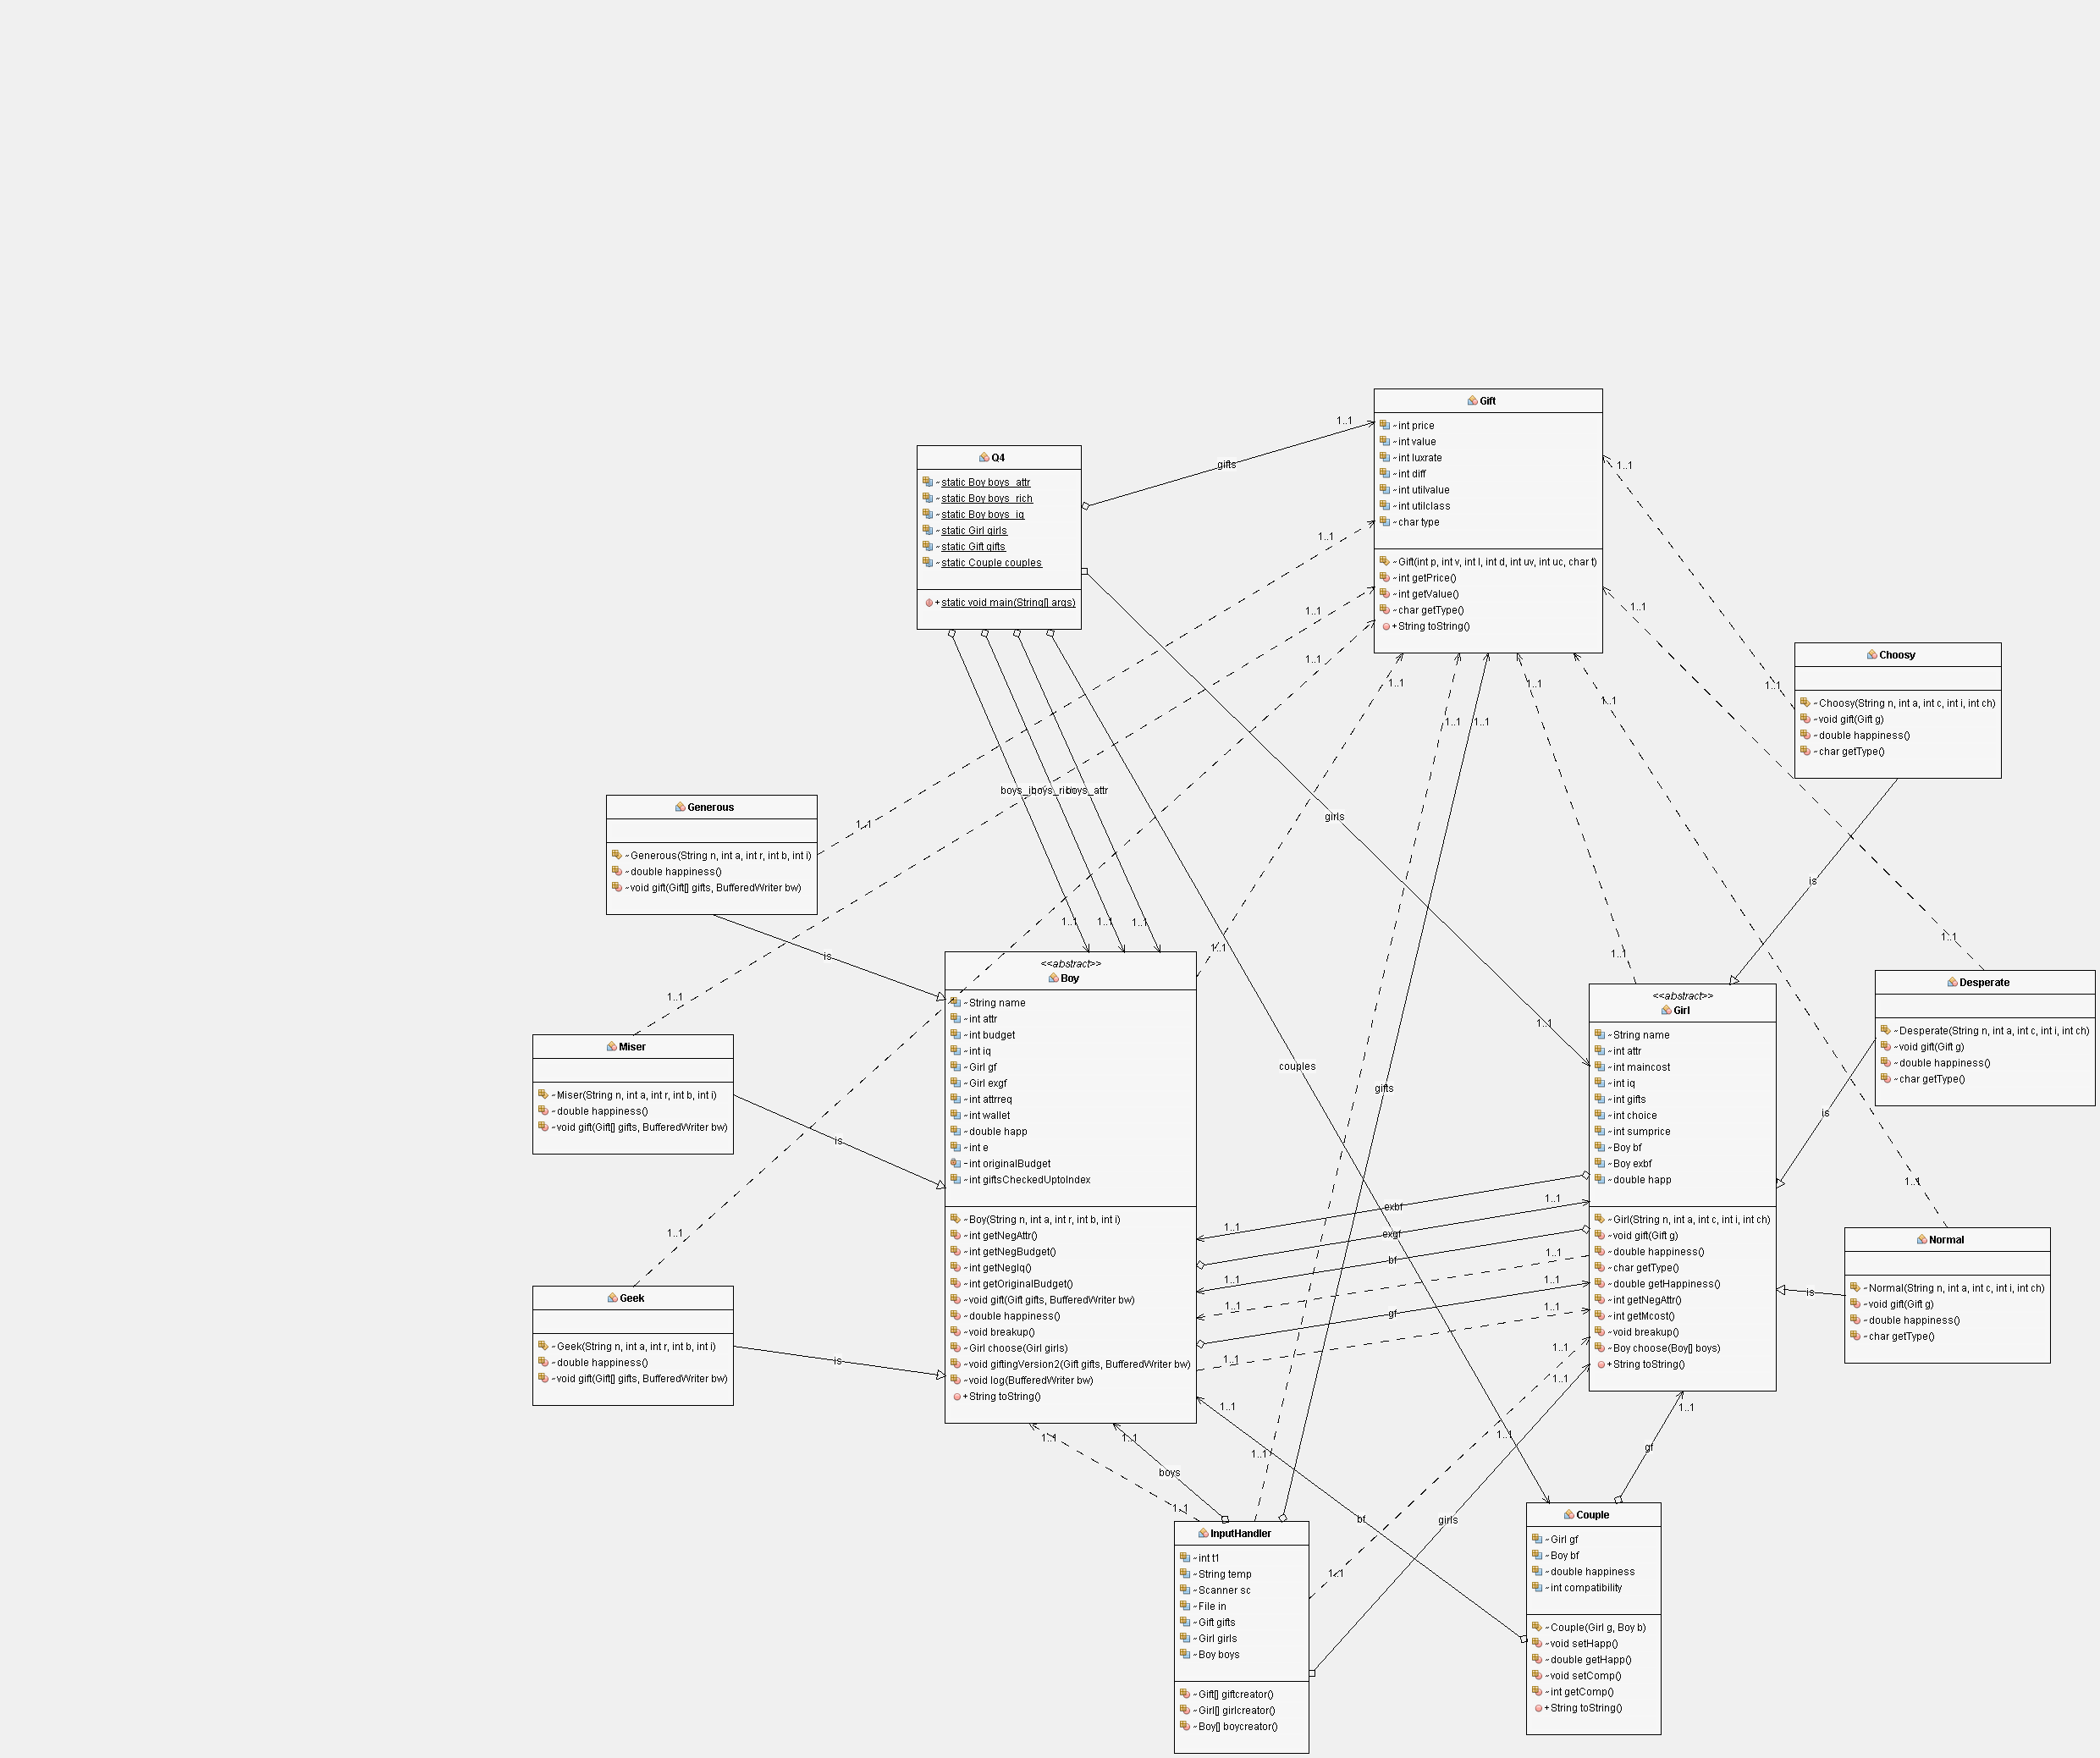 Gift
~int price
~int value
~int luxrate
~int diff
~int utilvalue
~int utilclass
~char type
~Gift(int p, int v, int l, int d, int uv, int uc, char t)
~int getPrice()
~int getValue()
~char getType()
+String toString()
Q4
~static Boy boys_attr
~static Boy boys_rich
~static Boy boys_iq
~static Girl girls
~static Gift gifts
~static Couple couples
+static void main(String[] args)
Choosy
~Choosy(String n, int a, int c, int i, int ch)
~void gift(Gift g)
~double happiness()
~char getType()
Generous
~Generous(String n, int a, int r, int b, int i)
~double happiness()
~void gift(Gift[] gifts, BufferedWriter bw)
Miser
~Miser(String n, int a, int r, int b, int i)
~double happiness()
~void gift(Gift[] gifts, BufferedWriter bw)
Geek
~Geek(String n, int a, int r, int b, int i)
~double happiness()
~void gift(Gift[] gifts, BufferedWriter bw)
<<abstract>>
Boy
~String name
~int attr
~int budget
~int iq
~Girl gf
~Girl exgf
~int attrreq
~int wallet
~double happ
~int e
-int originalBudget
~int giftsCheckedUptoIndex
~Boy(String n, int a, int r, int b, int i)
~int getNegAttr()
~int getNegBudget()
~int getNegIq()
~int getOriginalBudget()
~void gift(Gift gifts, BufferedWriter bw)
~double happiness()
~void breakup()
~Girl choose(Girl girls)
~void giftingVersion2(Gift gifts, BufferedWriter bw)
~void log(BufferedWriter bw)
+String toString()
<<abstract>>
Girl
~String name
~int attr
~int maincost
~int iq
~int gifts
~int choice
~int sumprice
~Boy bf
~Boy exbf
~double happ
~Girl(String n, int a, int c, int i, int ch)
~void gift(Gift g)
~double happiness()
~char getType()
~double getHappiness()
~int getNegAttr()
~int getMcost()
~void breakup()
~Boy choose(Boy[] boys)
+String toString()
Desperate
~Desperate(String n, int a, int c, int i, int ch)
~void gift(Gift g)
~double happiness()
~char getType()
Normal
~Normal(String n, int a, int c, int i, int ch)
~void gift(Gift g)
~double happiness()
~char getType()
InputHandler
~int t1
~String temp
~Scanner sc
~File in
~Gift gifts
~Girl girls
~Boy boys
~Gift[] giftcreator()
~Girl[] girlcreator()
~Boy[] boycreator()
Couple
~Girl gf
~Boy bf
~double happiness
~int compatibility
~Couple(Girl g, Boy b)
~void setHapp()
~double getHapp()
~void setComp()
~int getComp()
+String toString()
gifts
1..1
1..1
1..1
1..1
1..1
1..1
1..1
1..1
1..1
1..1
1..1
1..1
1..1
boys_attr
girls
is
1..1
1..1
1..1
1..1
1..1
1..1
1..1
is
1..1
1..1
1..1
couples
gifts
is
is
1..1
1..1
1..1
exbf
exgf
bf
1..1
1..1
1..1
1..1
gf
is
1..1
1..1
1..1
1..1
is
1..1
1..1
1..1
1..1
1..1
1..1
gf
boys
1..1
bf
girls
1..1